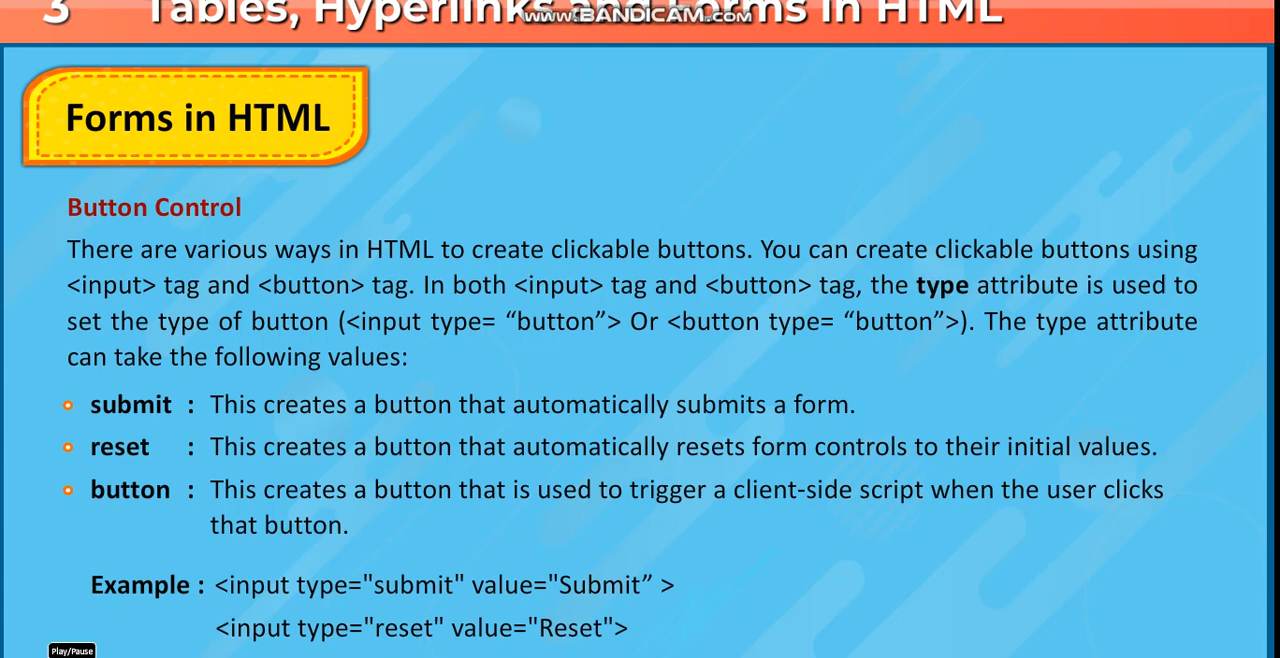 3 Tables, Hyperlinks and Forms in HTML
www.BANDICAM.com
Forms in HTML
Button Control
There are various ways in HTML to create clickable buttons. You can create clickable buttons using
<input> tag and <button> tag. In both <input> tag and <button> tag, the type attribute is used to
set the type of button (<input type= “button”> Or <button type= “button”>). The type attribute
can take the following values:
submit : This creates a button that automatically submits a form.
reset : This creates a button that automatically resets form controls to their initial values.
button : This creates a button that is used to trigger a client-side script when the user clicks
that button.
Example : <input type="submit" value="Submit” >
<input type="reset" value="Reset">
Play/Pause